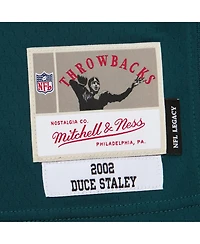 THROWBACKS
NFL
NOSTALGIA CO.
Mitchell & Ness
PHILADELPHIA, PA.
NFL LEGACY
2002
DUCE STALEY